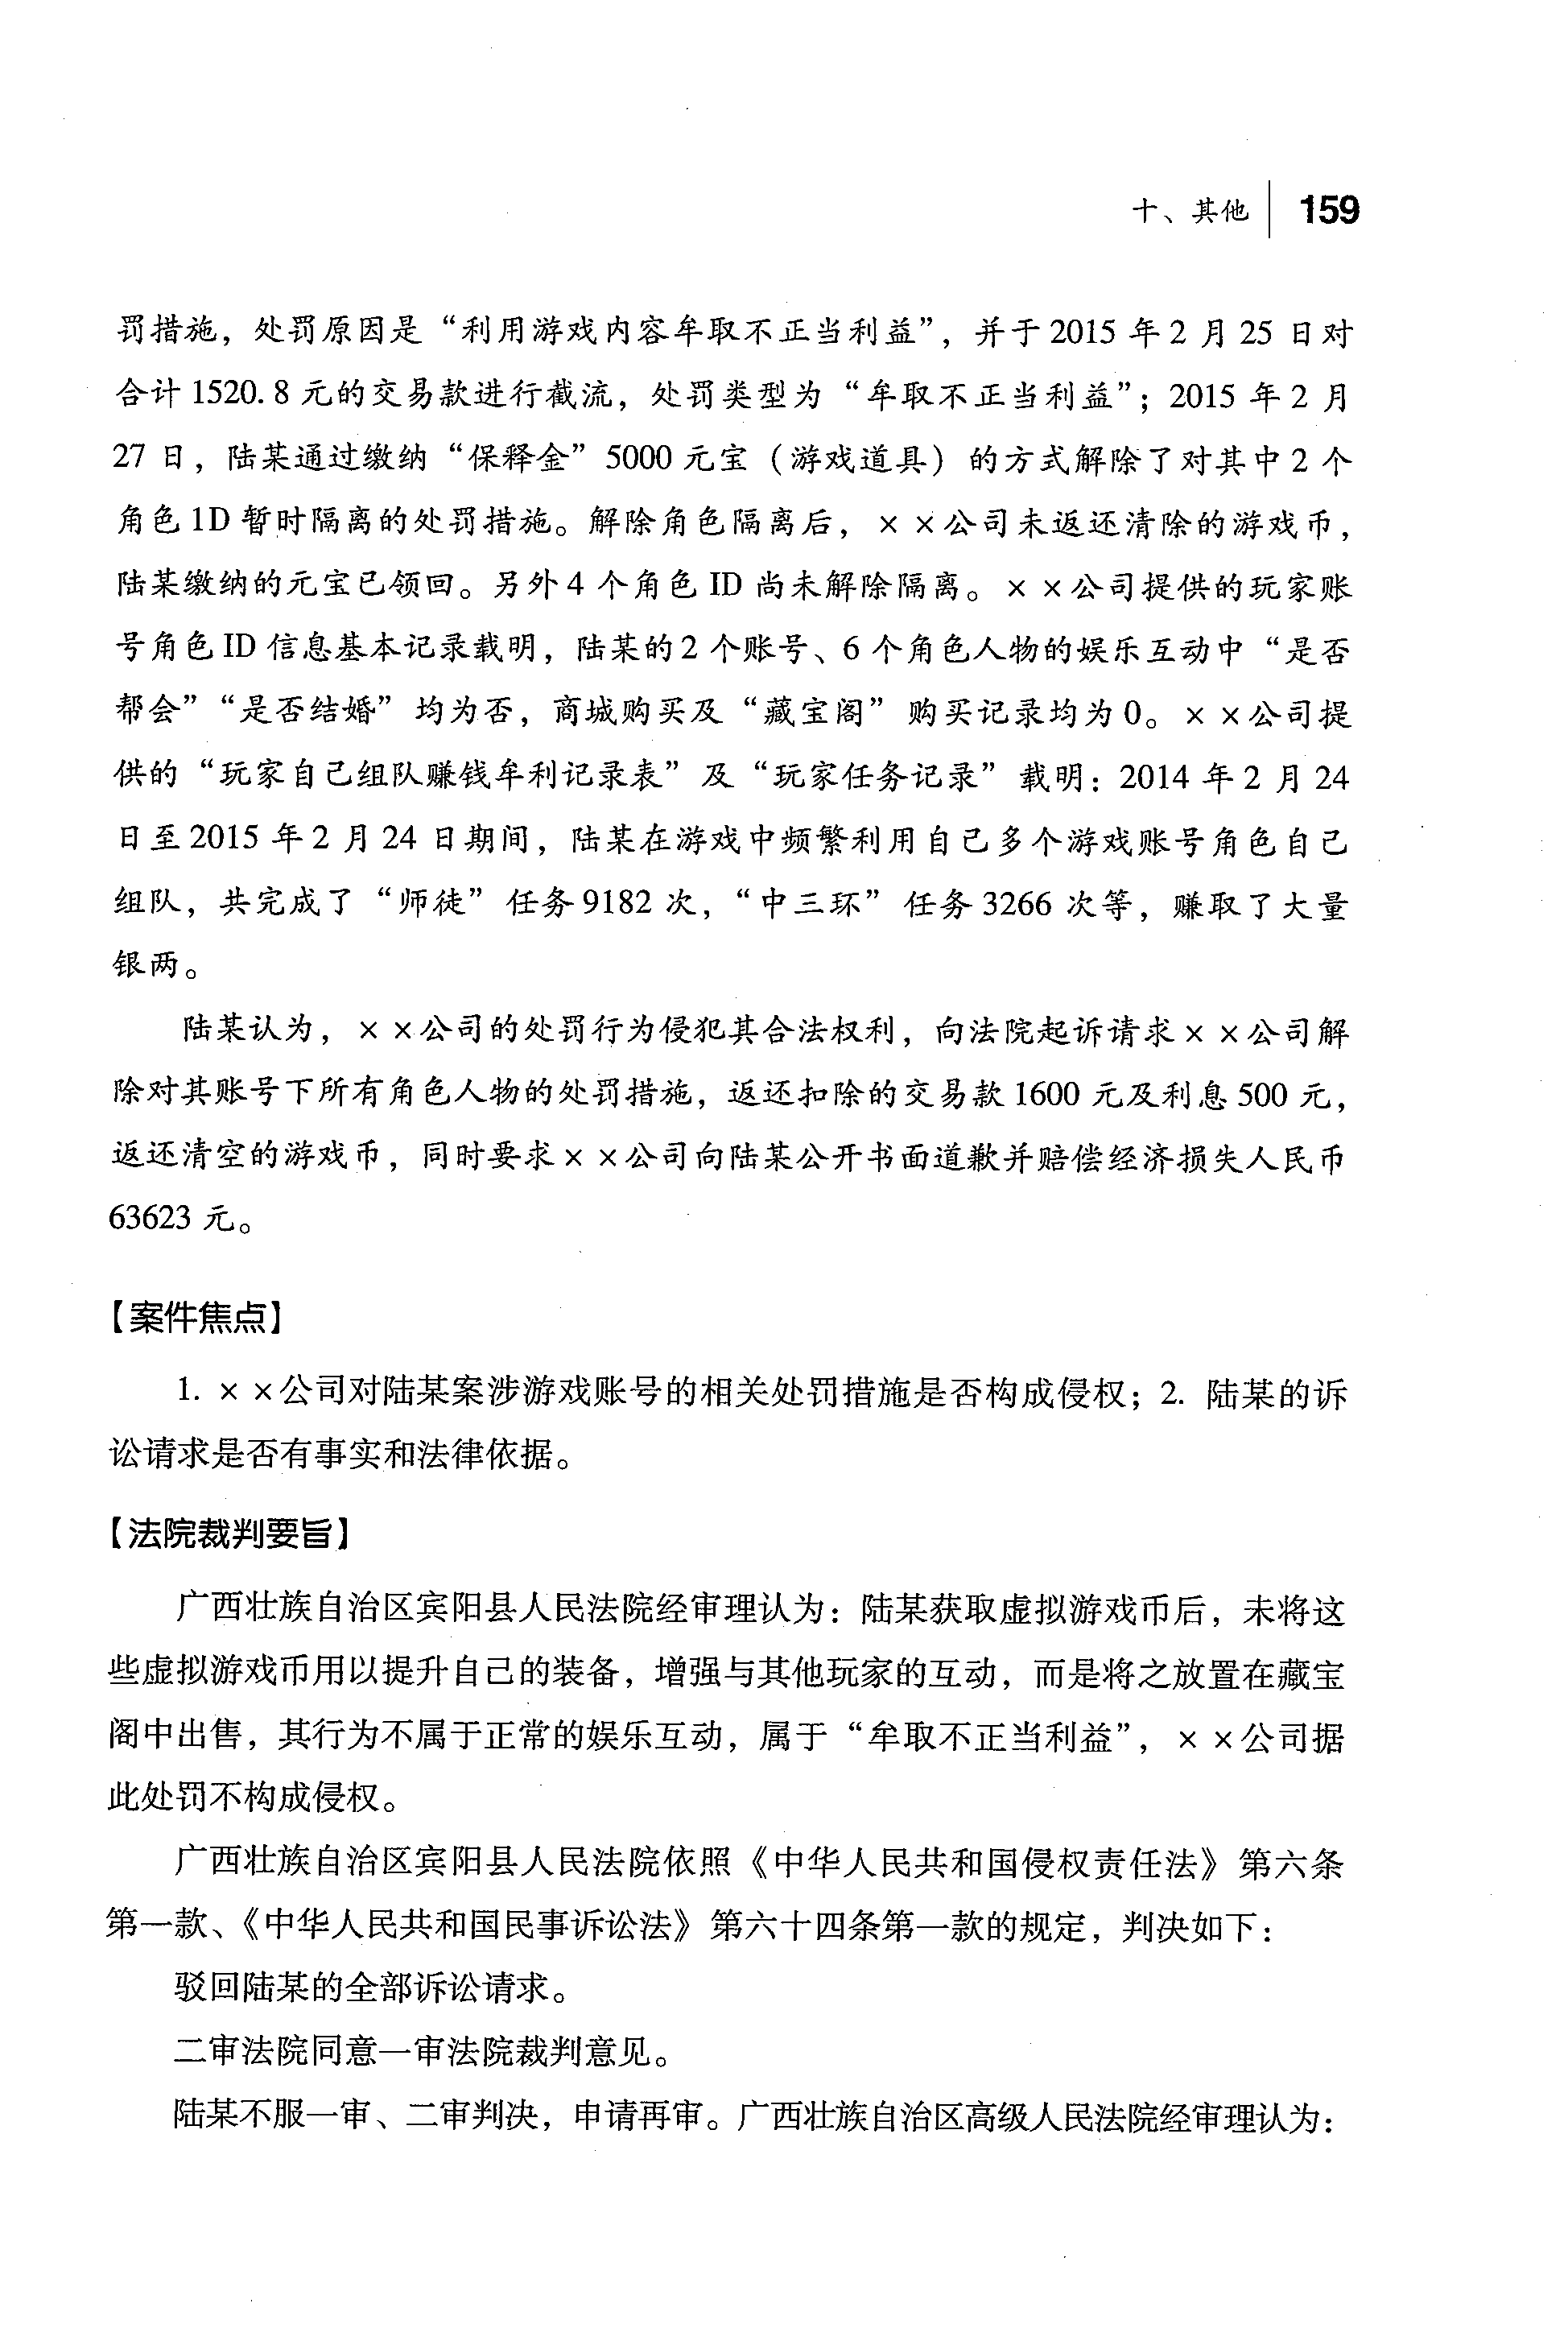 十、其他 159
罚措施，处罚原因是“利用游戏内容牟取不正当利益”，并于2015年2月25日对
合计1520.8元的交易款进行截流，处罚类型为“牟取不正当利益”；2015年2月
27日，陆某通过缴纳“保释金”5000元宝（游戏道具）的方式解除了对其中2个
角色1D暂时隔离的处罚措施。解除角色隔离后，××公司未返还清除的游戏币，
陆某缴纳的元宝已领回。另外4个角色ID尚未解除隔离。××公司提供的玩家账
号角色ID信息基本记录载明，陆某的2个账号、6个角色人物的娱乐互动中“是否
帮会”“是否结婚”均为否，商城购买及“藏宝阁”购买记录均为0。××公司提
供的“玩家自己组队赚钱牟利记录表”及“玩家任务记录”载明：2014年2月24
日至2015年2月24日期间，陆某在游戏中频繁利用自己多个游戏账号角色自己
组队，共完成了“师徒”任务9182次，“中三环”任务3266次等，赚取了大量
银两。
陆某认为，××公司的处罚行为侵犯其合法权利，向法院起诉请求××公司解
除对其账号下所有角色人物的处罚措施，返还扣除的交易款1600元及利息500元，
返还清空的游戏币，同时要求××公司向陆某公开书面道歉并赔偿经济损失人民币
63623元。
【案件焦点】
1. ××公司对陆某案涉游戏账号的相关处罚措施是否构成侵权；2. 陆某的诉
讼请求是否有事实和法律依据。
【法院裁判要旨】
广西壮族自治区宾阳县人民法院经审理认为：陆某获取虚拟游戏币后，未将这
些虚拟游戏币用以提升自己的装备，增强与其他玩家的互动，而是将之放置在藏宝
阁中出售，其行为不属于正常的娱乐互动，属于“牟取不正当利益”，××公司据
此处罚不构成侵权。
广西壮族自治区宾阳县人民法院依照《中华人民共和国侵权责任法》第六条
第一款、《中华人民共和国民事诉讼法》第六十四条第一款的规定，判决如下：
驳回陆某的全部诉讼请求。
二审法院同意一审法院裁判意见。
陆某不服一审、二审判决，申请再审。广西壮族自治区高级人民法院经审理认为：